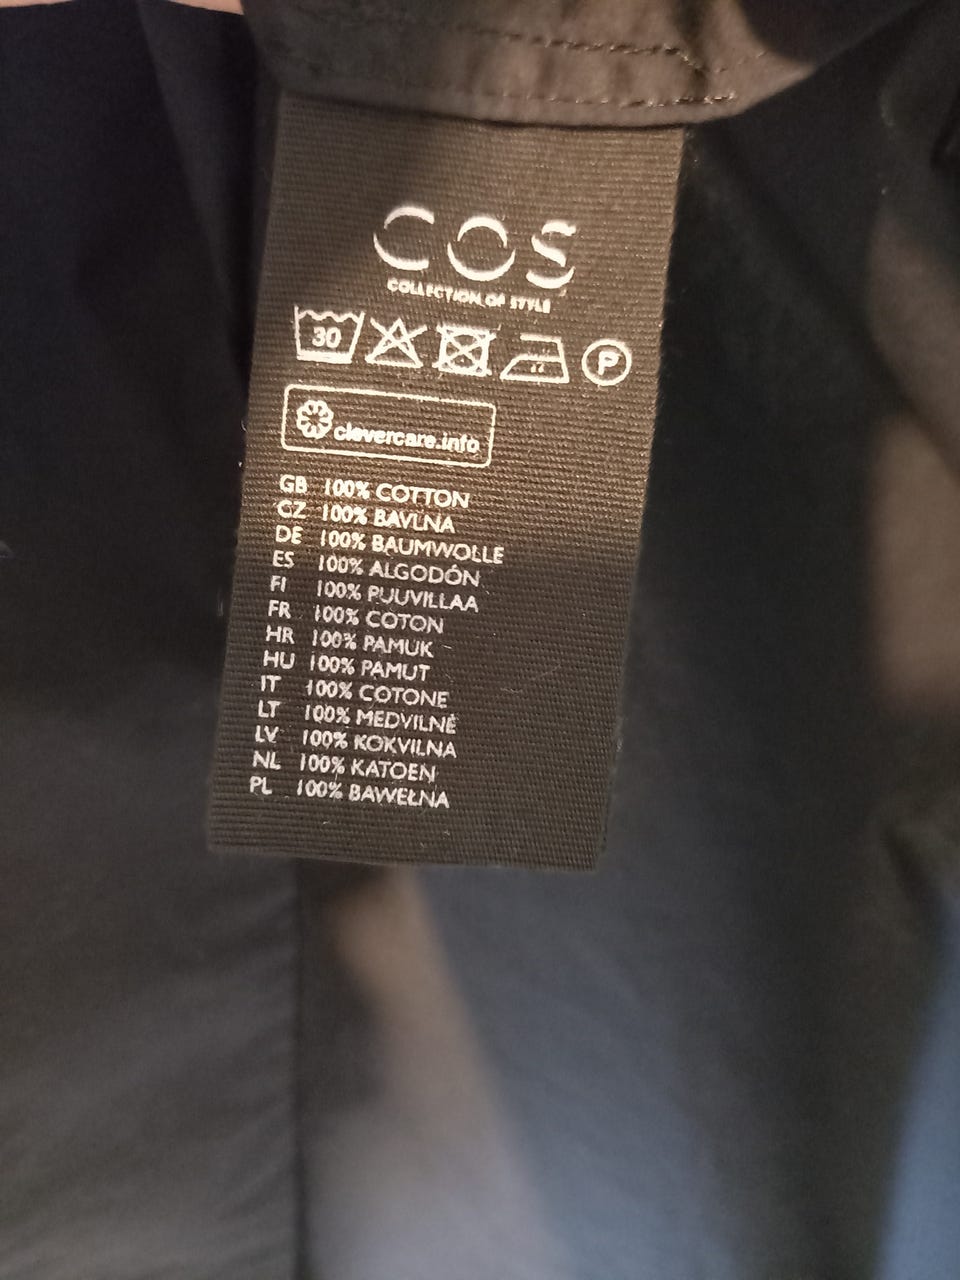 COS
COLLECTION OF STYLE
30 P
clevercare.info
GB 100% COTTON
CZ 100% BAVLNA
DE 100% BAUMWOLLE
ES 100% ALGODÓN
FI 100% PUUVILLAA
FR 100% COTON
HR 100% PAMUK
HU 100% PAMUT
IT 100% COTONE
LT 100% MEDVILNĖ
LV 100% KOKVILNA
NL 100% KATOEN
PL 100% BAWEŁNA